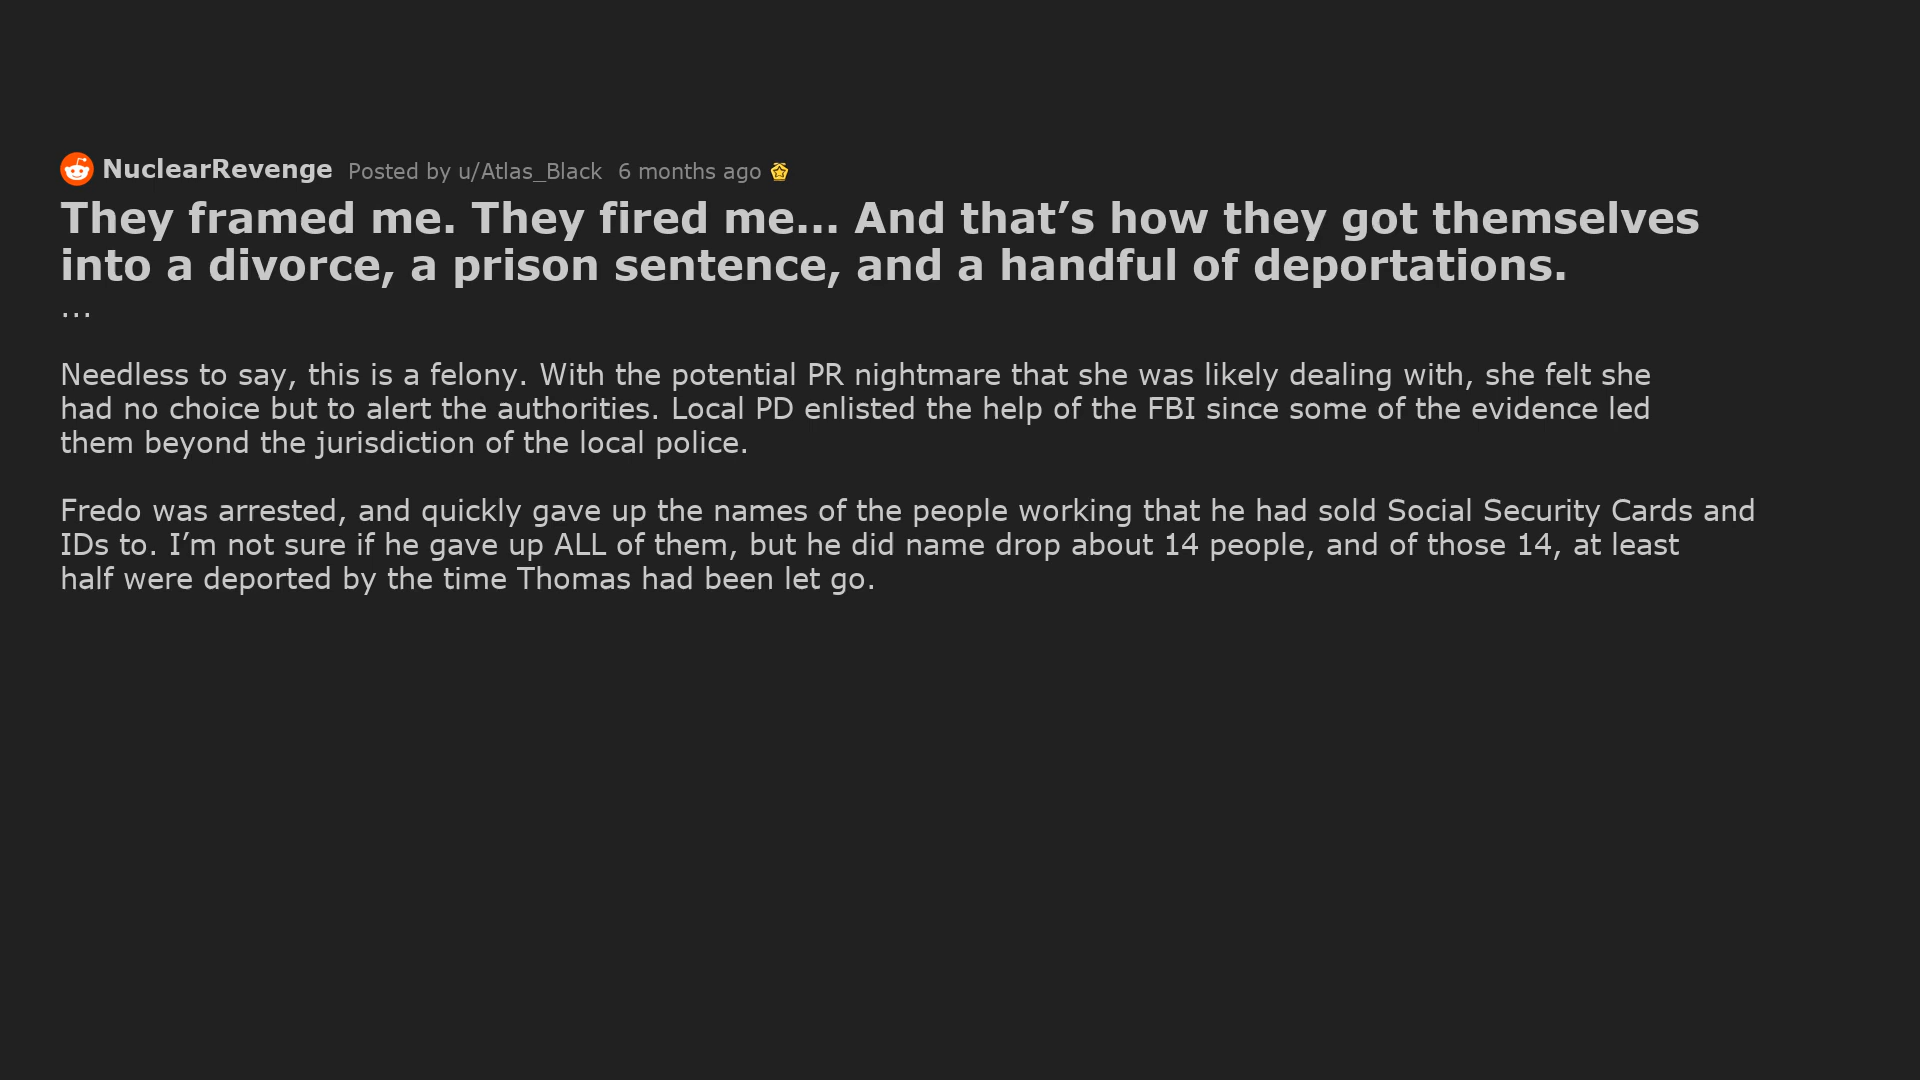 NuclearRevenge Posted by u/Atlas_Black 6 months ago
They framed me. They fired me... And that’s how they got themselves
into a divorce, a prison sentence, and a handful of deportations.
...
Needless to say, this is a felony. With the potential PR nightmare that she was likely dealing with, she felt she
had no choice but to alert the authorities. Local PD enlisted the help of the FBI since some of the evidence led
them beyond the jurisdiction of the local police.
Fredo was arrested, and quickly gave up the names of the people working that he had sold Social Security Cards and
IDs to. I’m not sure if he gave up ALL of them, but he did name drop about 14 people, and of those 14, at least
half were deported by the time Thomas had been let go.